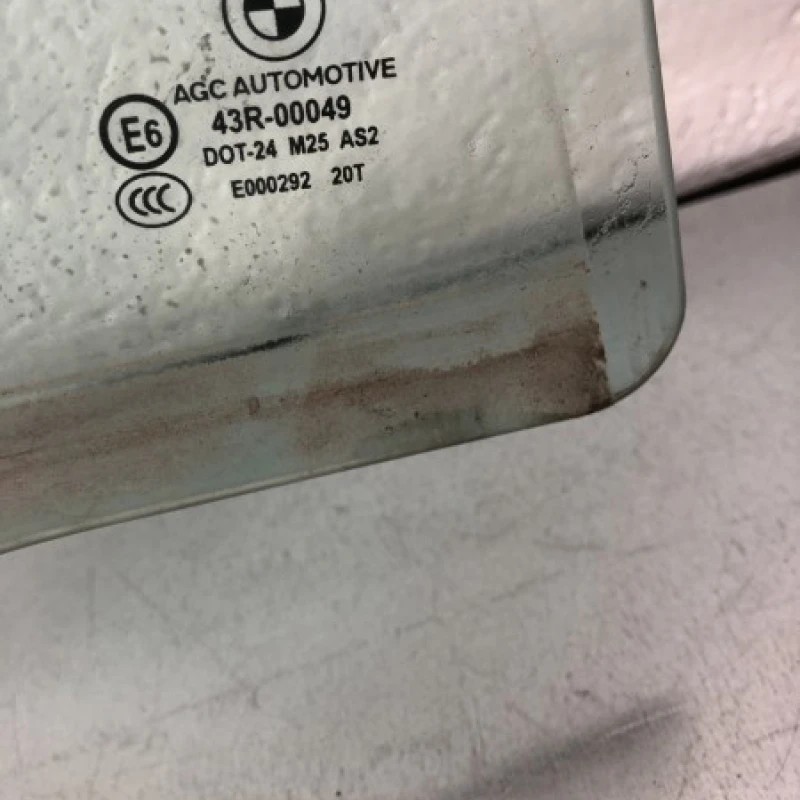 AGC AUTOMOTIVE
E6 43R-00049
DOT-24 M25 AS2
CCC E000292 20T